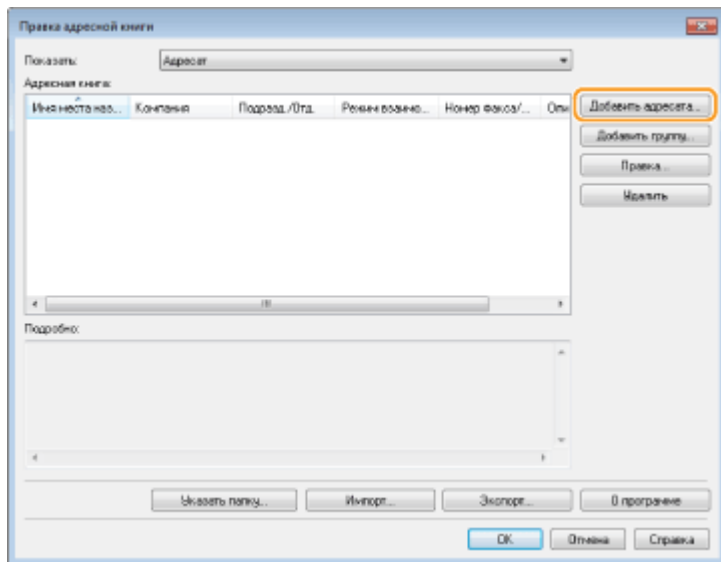 Правка адресной книги
Показать:
Адресат
Адресная книга:
Имя места наз...
Компания
Подразд./Отд.
Режим взаимо...
Номер факса/...
Опи
Добавить адресата...
Добавить группу...
Правка...
Удалить
Подробно:
Указать папку...
Импорт...
Экспорт...
О программе
OK
Отмена
Справка